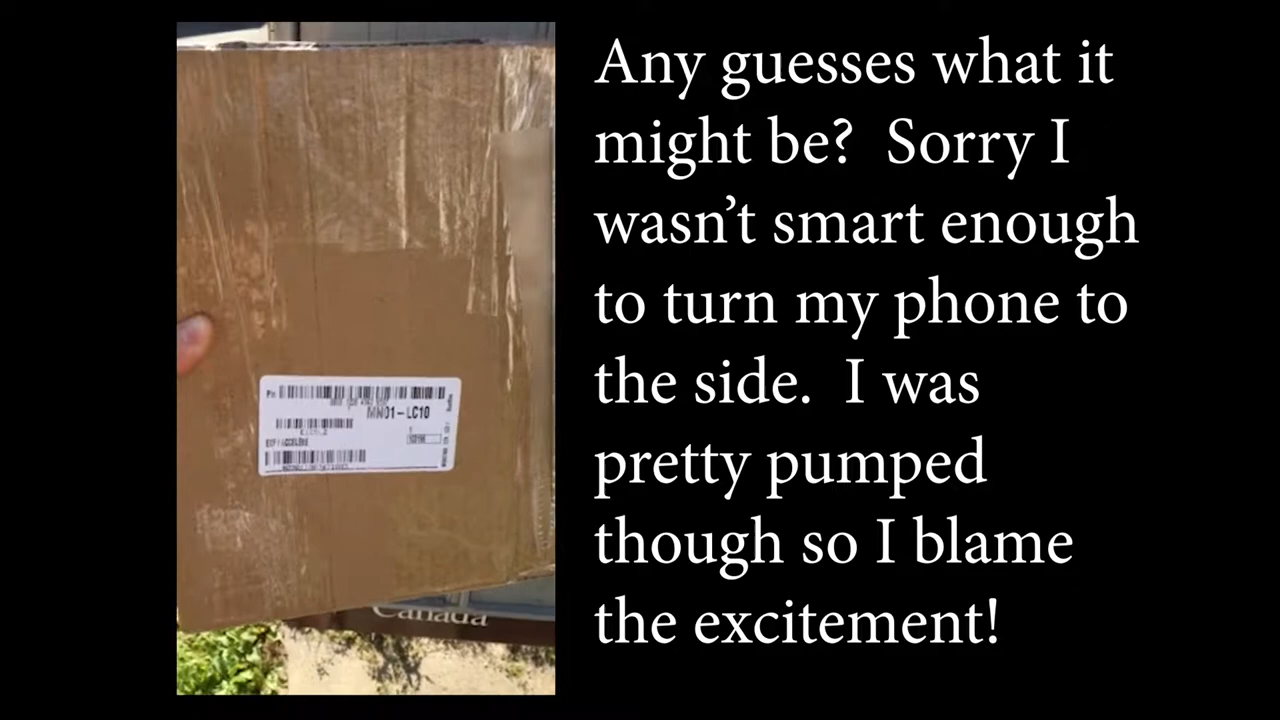 Any guesses what it
might be?  Sorry I
wasn’t smart enough
to turn my phone to
the side.  I was
pretty pumped
though so I blame
the excitement!
MN01-LC10
Canada